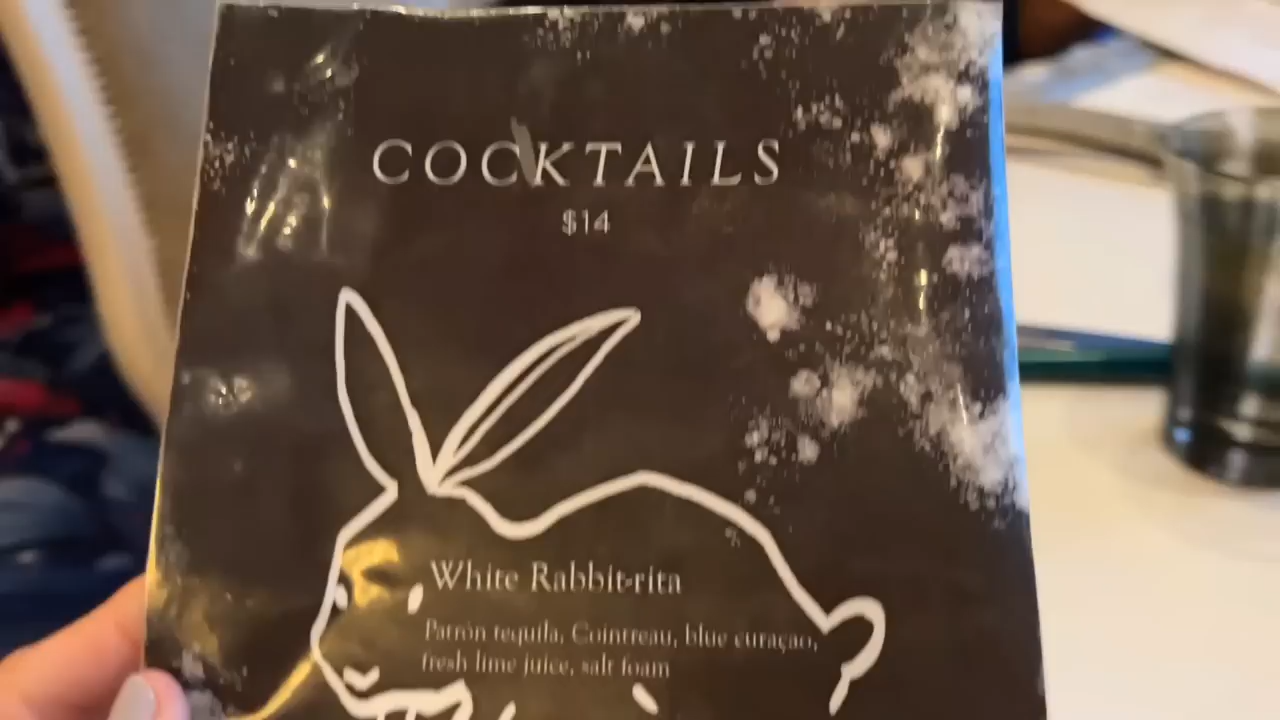 COCKTAILS
$14
White Rabbit-rita
Patrón tequila, Cointreau, blue curaçao,
fresh lime juice, salt foam